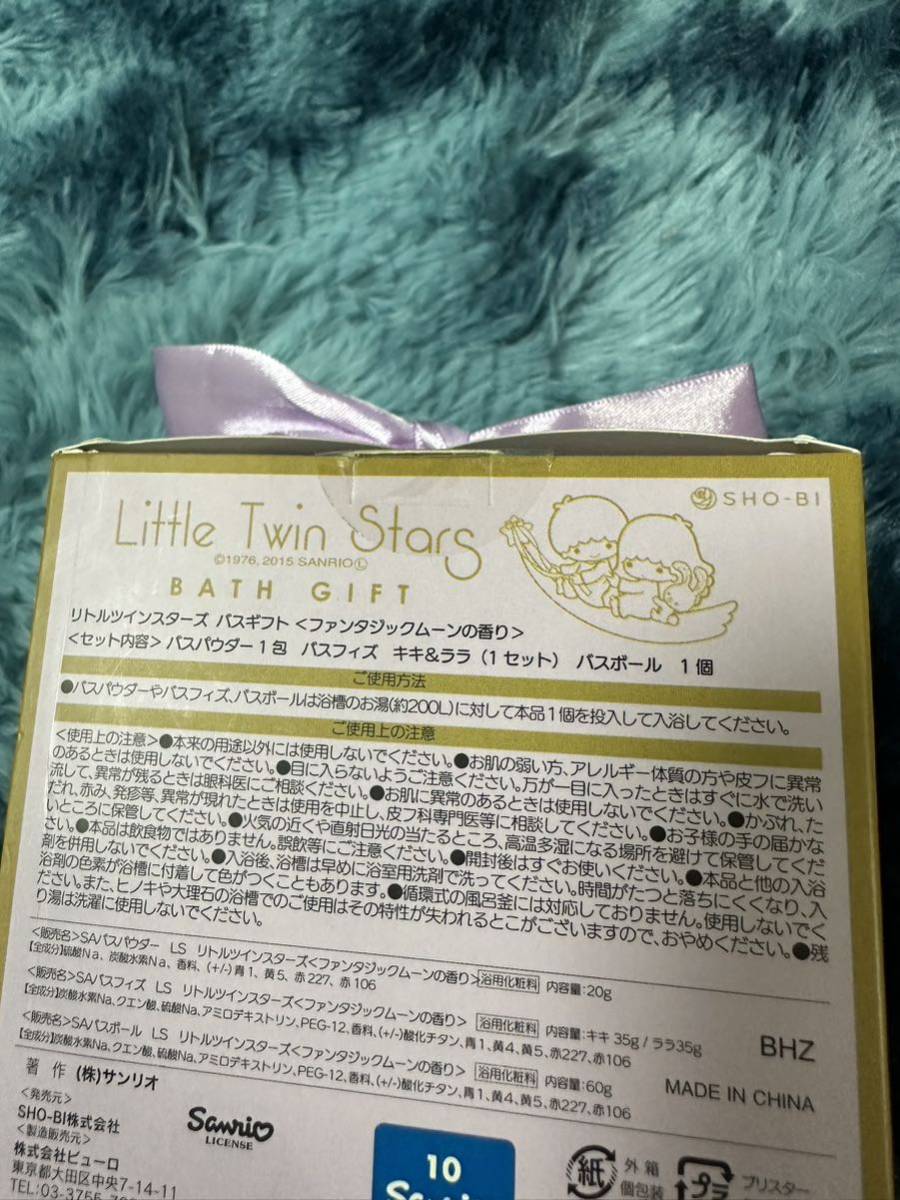 Little Twin Stars
©1976, 2015 SANRIO Ⓛ
BATH GIFT
SHO-BI
リトルツインスターズ バスギフト <ファンタジックムーンの香り>
<セット内容> バスパウダー1包 バスフィズ キキ&ララ (1セット) バスボール 1個
ご使用方法
●バスパウダーやバスフィズ、バスボールは浴槽のお湯(約200L)に対して本品1個を投入して入浴してください。
ご使用上の注意
<使用上の注意>●本来の用途以外には使用しないでください。●お肌の弱い方、アレルギー体質の方や皮フに異常
のあるときは使用しないでください。●目に入らないようご注意ください。万が一目に入ったときはすぐに水で洗い
流して、異常が残るときは眼科医にご相談ください。●お肌に異常のあるときは使用しないでください。●かぶれ、た
だれ、赤み、発疹等、異常が現れたときは使用を中止し、皮フ科専門医等に相談してください。●お子様の手の届かな
いところに保管してください。●火気の近くや直射日光の当たるところ、高温多湿になる場所を避けて保管してくだ
さい。●本品は飲食物ではありません。誤飲等にご注意ください。●開封後はすぐお使いください。●本品と他の入浴
剤を併用しないでください。●入浴後、浴槽は早めに浴室用洗剤で洗ってください。時間がたつと落ちにくくなり、入
浴剤の色素が浴槽に付着して色がつくこともあります。●循環式の風呂釜には対応しておりません。使用しないでく
ださい。また、ヒノキや大理石の浴槽でのご使用はその特性が失われるとこがございますので、おやめください。●残
り湯は洗濯に使用しないでください。
<販売名>SAバスパウダー LS リトルツインスターズ<ファンタジックムーンの香り> 浴用化粧料 内容量:20g
【全成分】硫酸Na、炭酸水素Na、香料、(+/-)青1、黄5、赤227、赤106
<販売名>SAバスフィズ LS リトルツインスターズ<ファンタジックムーンの香り> 浴用化粧料 内容量:キキ 35g / ララ35g
【全成分】炭酸水素Na、クエン酸、硫酸Na、アミロデキストリン、PEG-12、香料、(+/-)酸化チタン、青1、黄4、黄5、赤227、赤106
<販売名>SAバスボール LS リトルツインスターズ<ファンタジックムーンの香り> 浴用化粧料 内容量:60g
【全成分】炭酸水素Na、クエン酸、硫酸Na、アミロデキストリン、PEG-12、香料、(+/-)酸化チタン、青1、黄4、黄5、赤227、赤106
BHZ
MADE IN CHINA
著 作 (株)サンリオ
<発売元>
SHO-BI株式会社
<製造販売元>
株式会社ピューロ
東京都大田区中央7-14-11
TEL:03-3755-
Sanrio
LICENSE
10
Sanrio
紙
外 箱
個包装
プラ
ブリスター